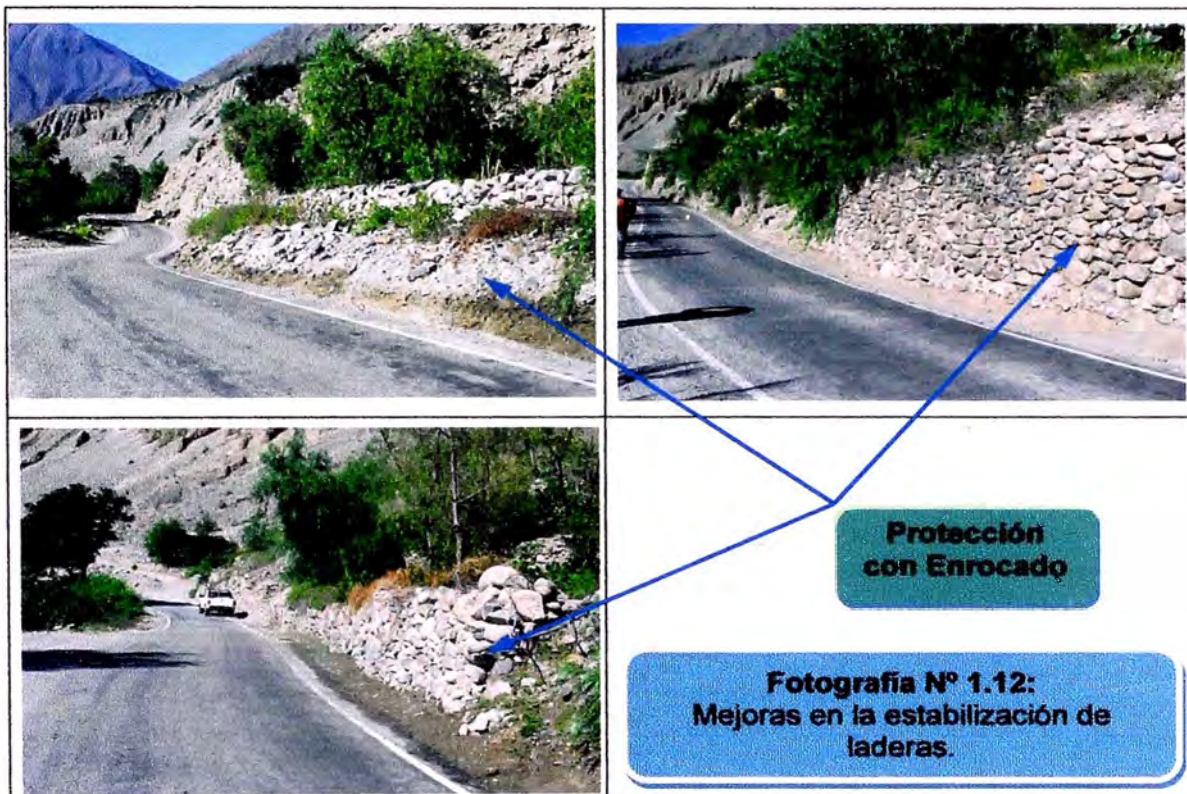 Protección
con Enrocado
Fotografía Nº 1.12:
Mejoras en la estabilización de
laderas.